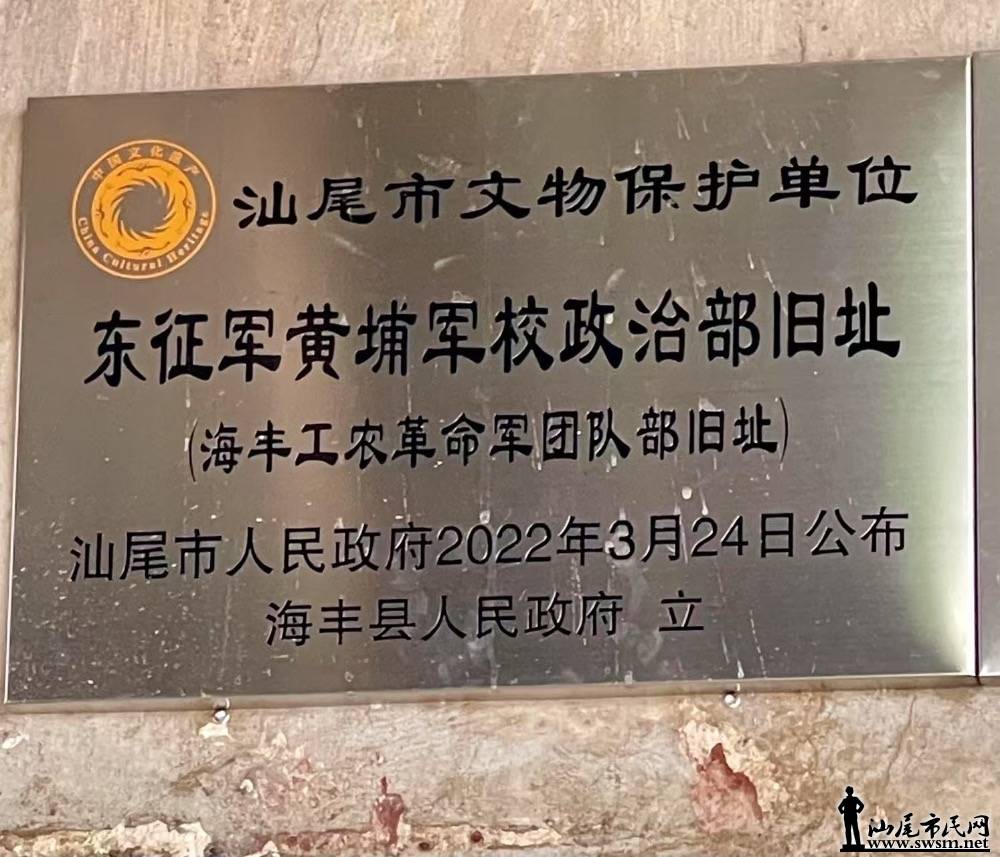 中国文化遗产
China Cultural Heritage
汕尾市文物保护单位
东征军黄埔军校政治部旧址
(海丰工农革命军团队部旧址)
汕尾市人民政府2022年3月24日公布
海丰县人民政府 立
汕尾市民网
www.swsm.net